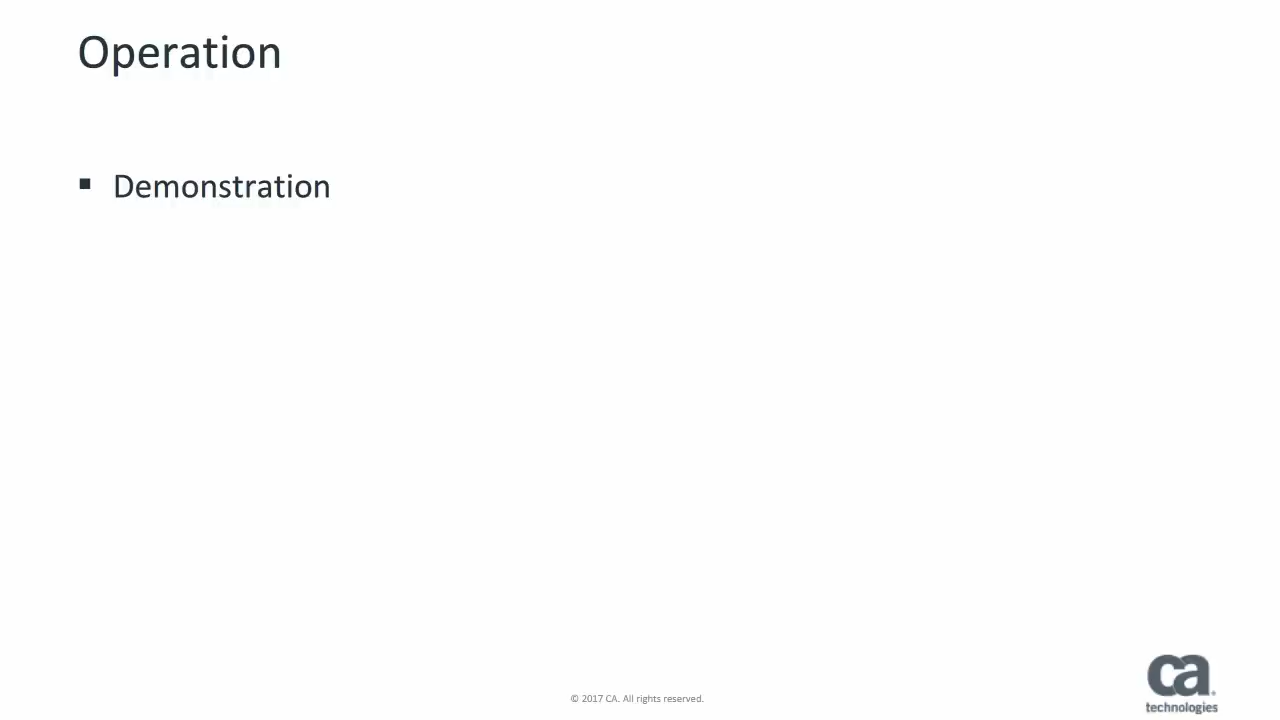 Operation
▪ Demonstration
© 2017 CA. All rights reserved.
ca
technologies